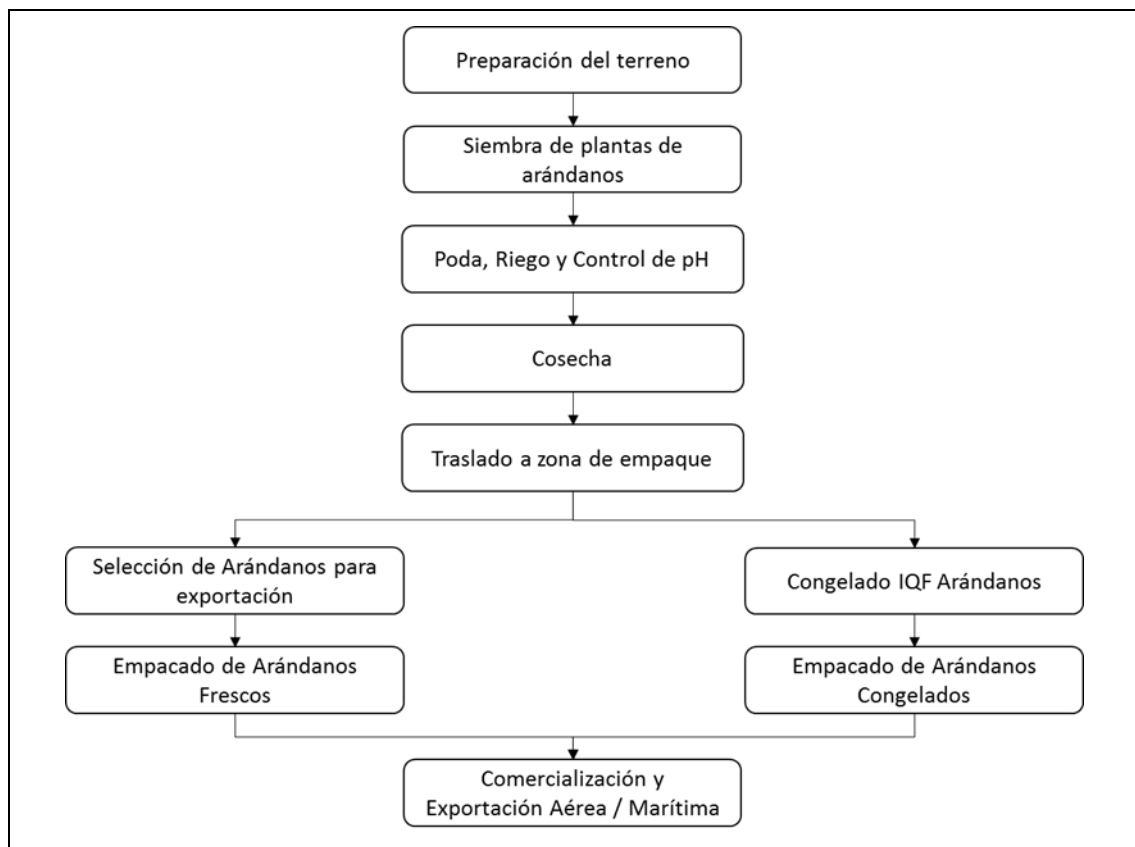 Preparación del terreno
Siembra de plantas de
arándanos
Poda, Riego y Control de pH
Cosecha
Traslado a zona de empaque
Selección de Arándanos para
exportación
Congelado IQF Arándanos
Empacado de Arándanos
Frescos
Empacado de Arándanos
Congelados
Comercialización y
Exportación Aérea / Marítima